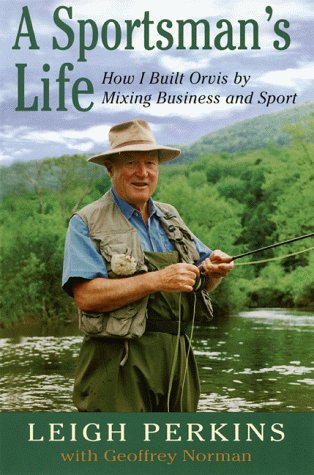 A Sportsman's
Life
How I Built Orvis by
Mixing Business and Sport
LEIGH PERKINS
with Geoffrey Norman